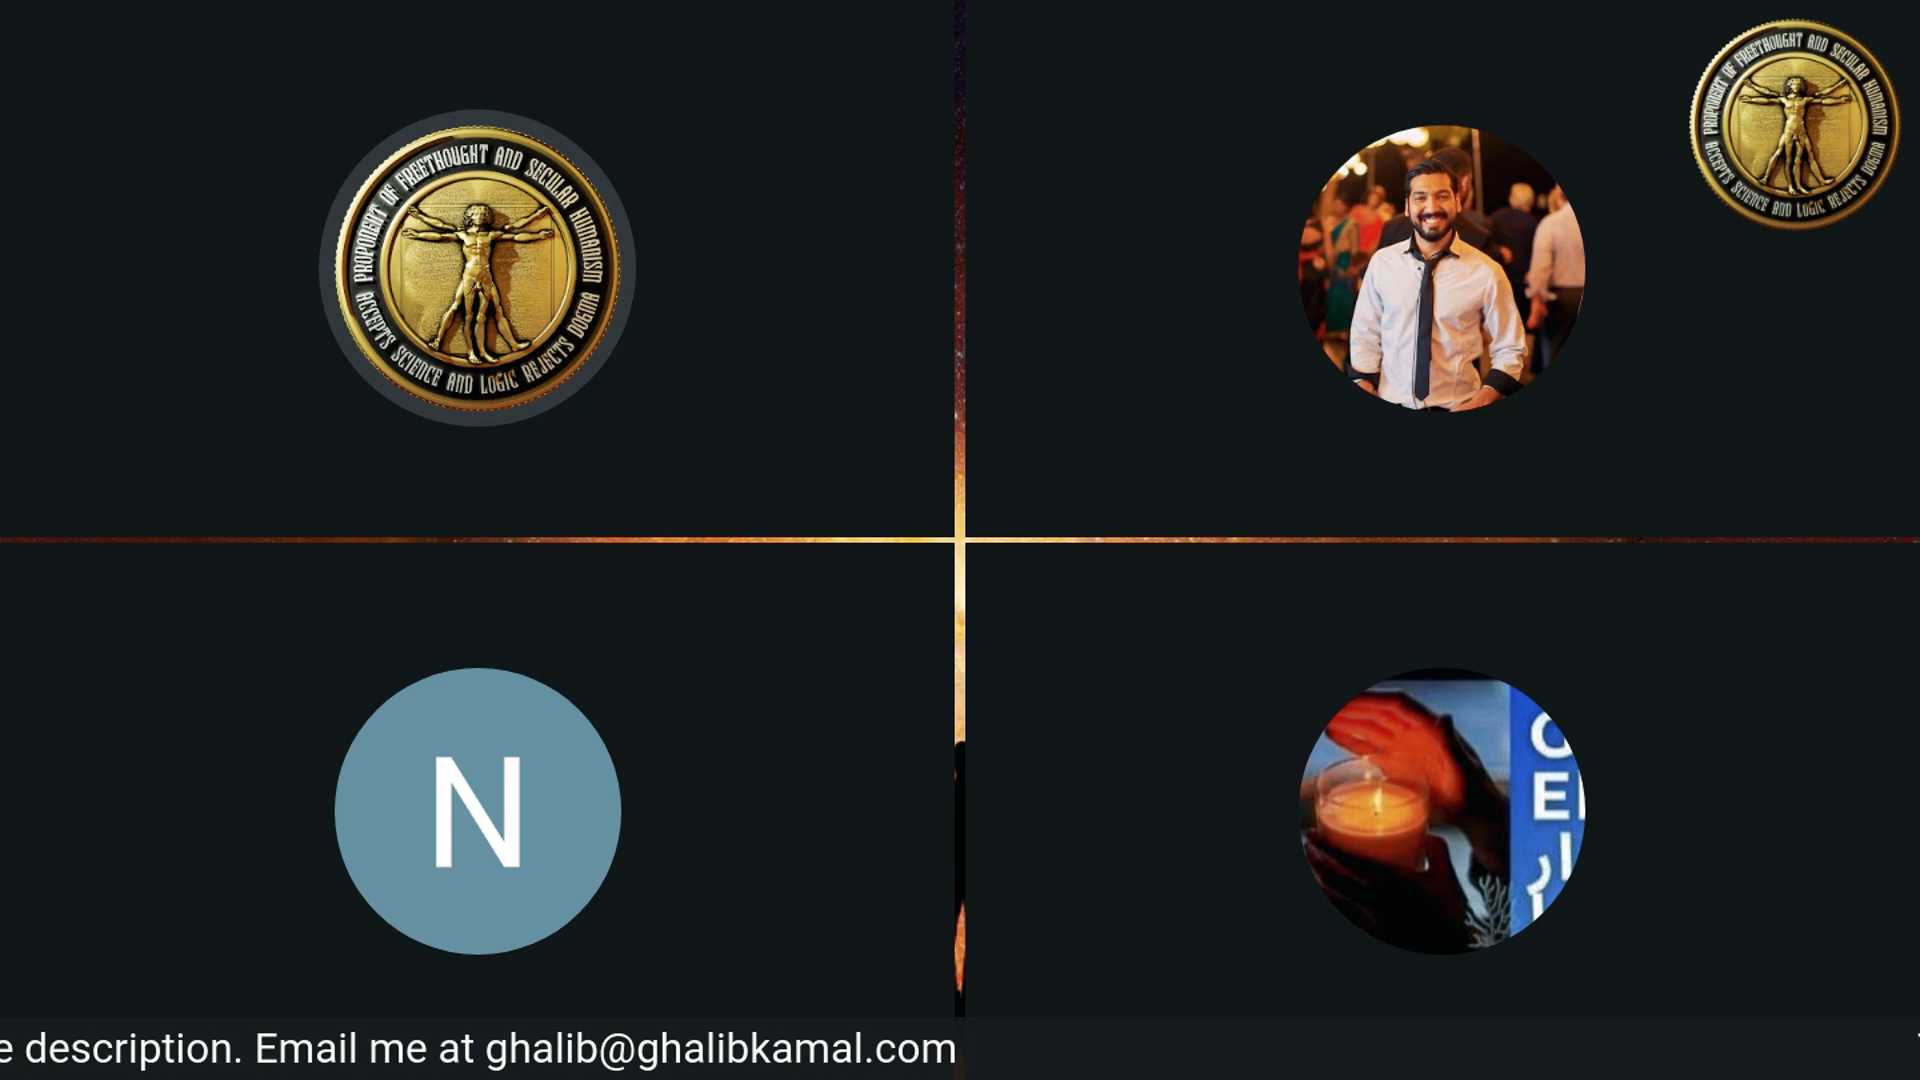 PROPONENT OF FREETHOUGHT AND SECULAR HUMANISM
ACCEPTS SCIENCE AND LOGIC REJECTS DOGMA
PROPONENT OF FREETHOUGHT AND SECULAR HUMANISM
ACCEPTS SCIENCE AND LOGIC REJECTS DOGMA
N
e description. Email me at ghalib@ghalibkamal.com